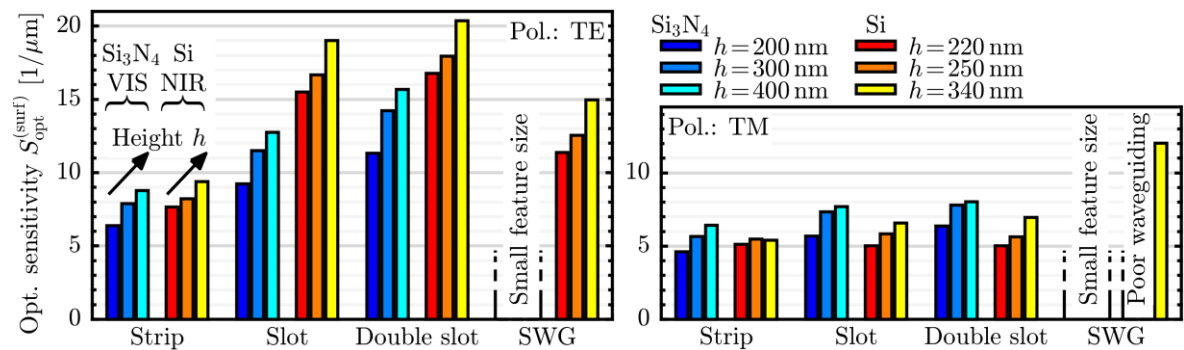 Opt. sensitivity S_opt^(surf) [1/μm]
20
15
10
5
0
Pol.: TE
Si₃N₄ Si
VIS NIR
Height h
Small feature size
Strip Slot Double slot SWG
Si₃N₄ Si
h = 200 nm h = 220 nm
h = 300 nm h = 250 nm
h = 400 nm h = 340 nm
Pol.: TM
10
5
0
Small feature size
Poor waveguiding
Strip Slot Double slot SWG